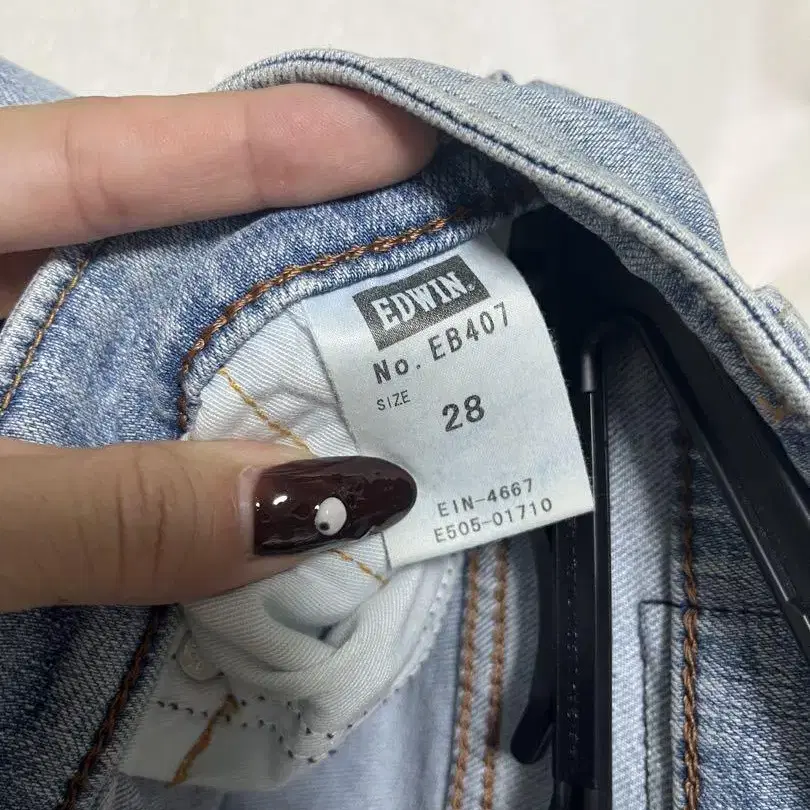 EDWIN.
No. EB407
SIZE 28
EIN-4667
E505-01710